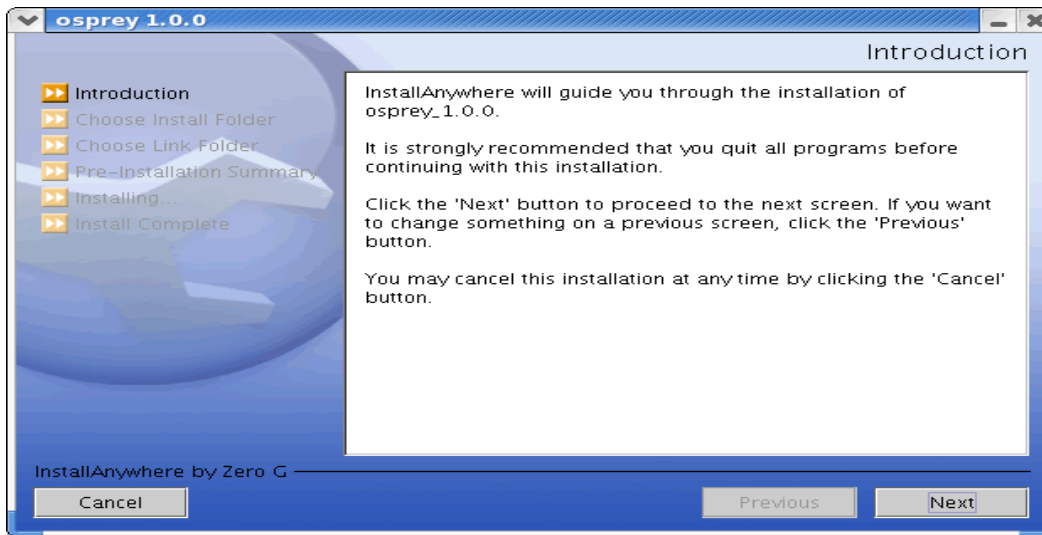 osprey 1.0.0
Introduction
Introduction
Choose Install Folder
Choose Link Folder
Pre-Installation Summary
Installing...
Install Complete
InstallAnywhere will guide you through the installation of
osprey_1.0.0.
It is strongly recommended that you quit all programs before
continuing with this installation.
Click the 'Next' button to proceed to the next screen. If you want
to change something on a previous screen, click the 'Previous'
button.
You may cancel this installation at any time by clicking the 'Cancel'
button.
InstallAnywhere by Zero G
Cancel
Previous
Next